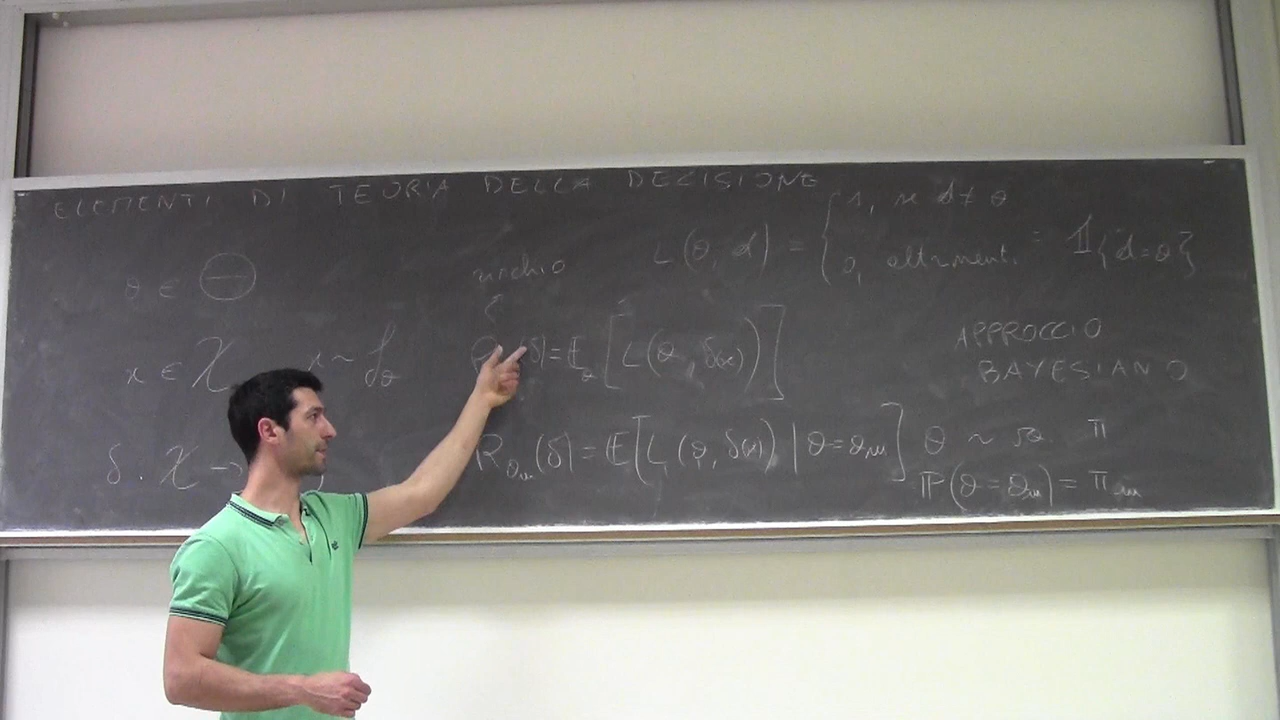 ELEMENTI DI TEORIA DELLA DECISIONE
L(θ, d) = { 1, se d ≠ θ
0, altrimenti = 𝟙{d=θ}
θ ∈ Θ
rischio
x ∈ 𝒳 x ~ f_θ
(δ) = E_θ [L(θ, δ(x))]
APPROCCIO
BAYESIANO
δ : 𝒳 →
R_θm(δ) = E[L(θ, δ(x)) | θ = θ_m]
θ ~ π
P(θ = θ_m) = π_m